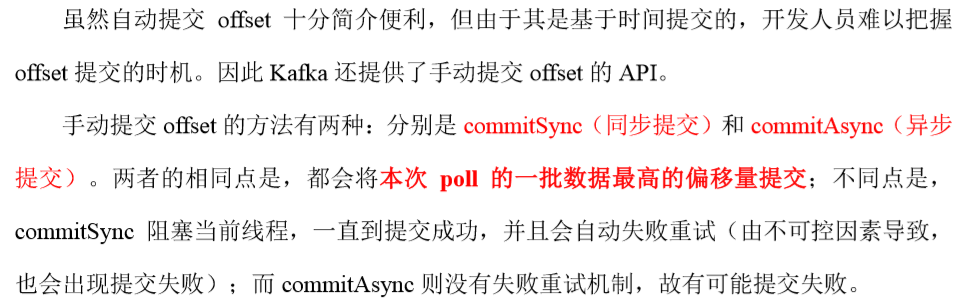 虽然自动提交 offset 十分简介便利，但由于其是基于时间提交的，开发人员难以把握
offset 提交的时机。因此 Kafka 还提供了手动提交 offset 的 API。
手动提交 offset 的方法有两种：分别是 commitSync（同步提交）和 commitAsync（异步
提交）。两者的相同点是，都会将本次 poll 的一批数据最高的偏移量提交；不同点是，
commitSync 阻塞当前线程，一直到提交成功，并且会自动失败重试（由不可控因素导致，
也会出现提交失败）；而 commitAsync 则没有失败重试机制，故有可能提交失败。